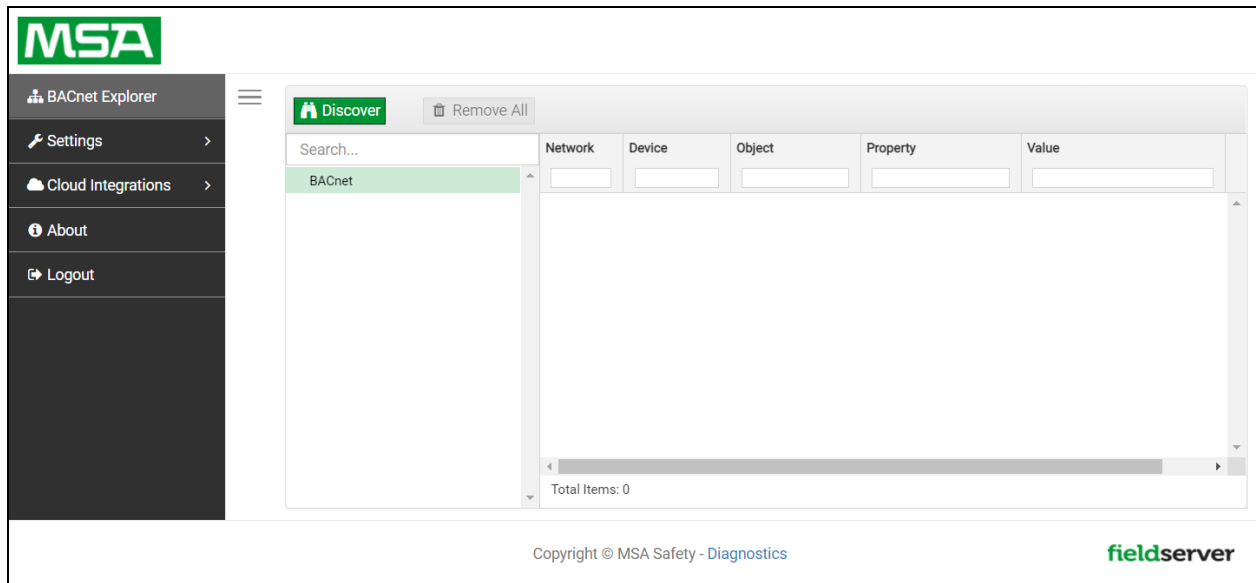 MSA
BACnet Explorer
Settings
Cloud Integrations
About
Logout
Discover
Remove All
Search...
BACnet
Network Device Object Property Value
Total Items: 0
Copyright © MSA Safety - Diagnostics
fieldserver